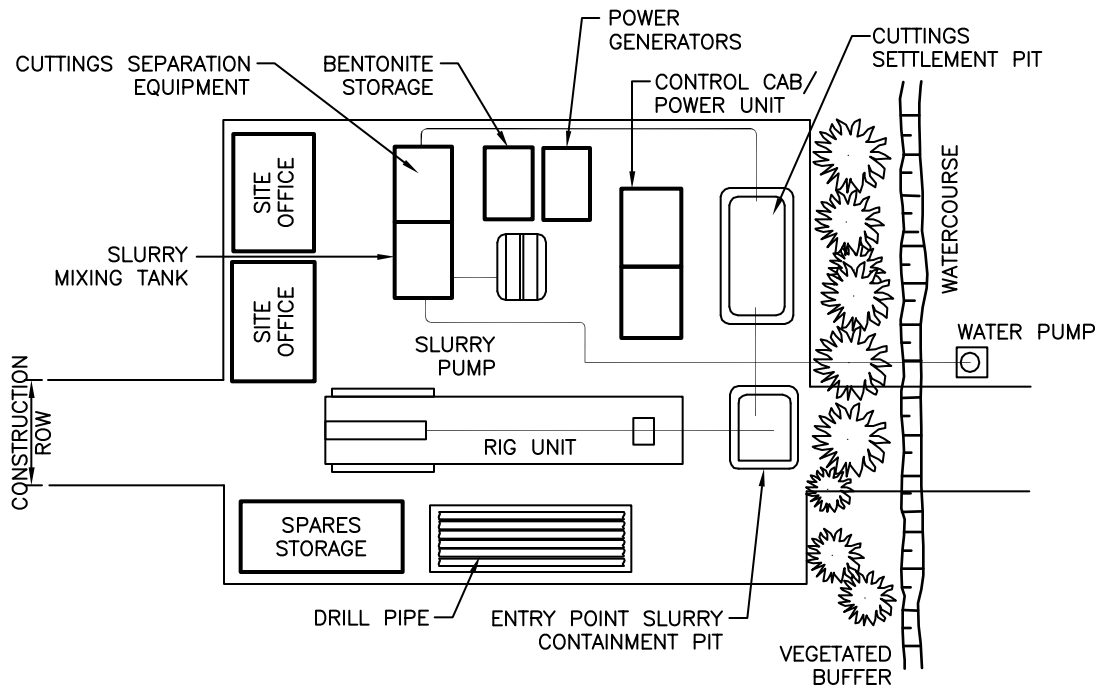 POWER
GENERATORS
CUTTINGS
SETTLEMENT PIT
CUTTINGS SEPARATION
EQUIPMENT
BENTONITE
STORAGE
CONTROL CAB/
POWER UNIT
SITE
OFFICE
WATERCOURSE
SLURRY
MIXING TANK
SITE
OFFICE
SLURRY
PUMP
WATER PUMP
CONSTRUCTION
ROW
RIG UNIT
SPARES
STORAGE
DRILL PIPE
ENTRY POINT SLURRY
CONTAINMENT PIT
VEGETATED
BUFFER